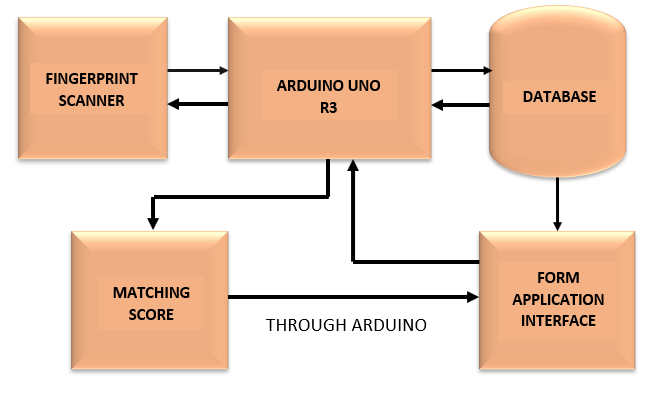 FINGERPRINT
SCANNER
ARDUINO UNO
R3
DATABASE
MATCHING
SCORE
THROUGH ARDUINO
FORM
APPLICATION
INTERFACE